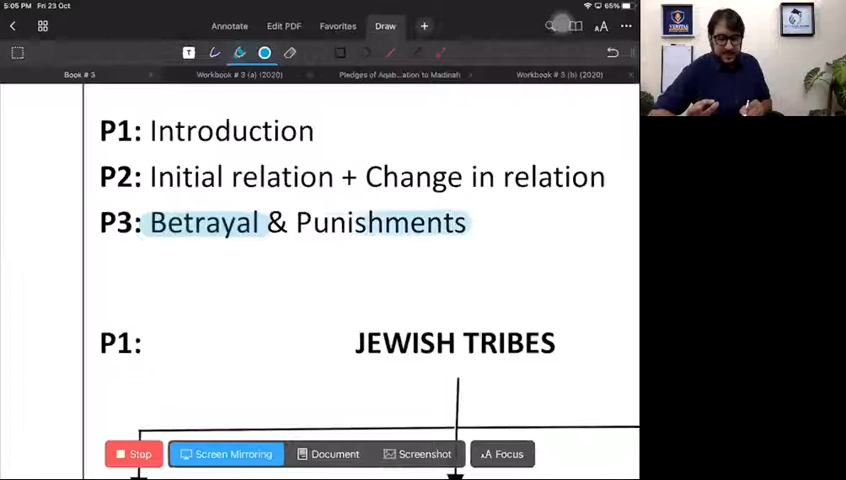 5:05 PM Fri 23 Oct
65%
Annotate Edit PDF Favorites Draw +
AA
T
Book # 3 Workbook # 3 (a) (2020) Pledges of Aqab...ation to Madinah Workbook # 3 (b) (2020)
P1: Introduction
P2: Initial relation + Change in relation
P3: Betrayal & Punishments
P1: JEWISH TRIBES
Stop Screen Mirroring Document Screenshot AA Focus